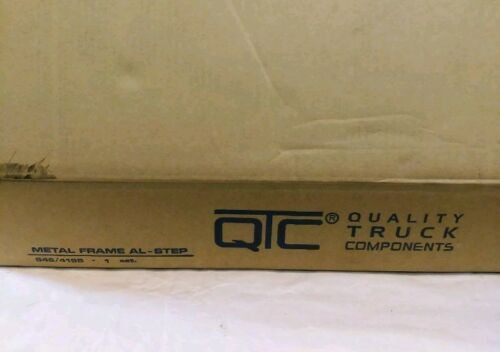 METAL FRAME AL-STEP
QTC® QUALITY
TRUCK
COMPONENTS